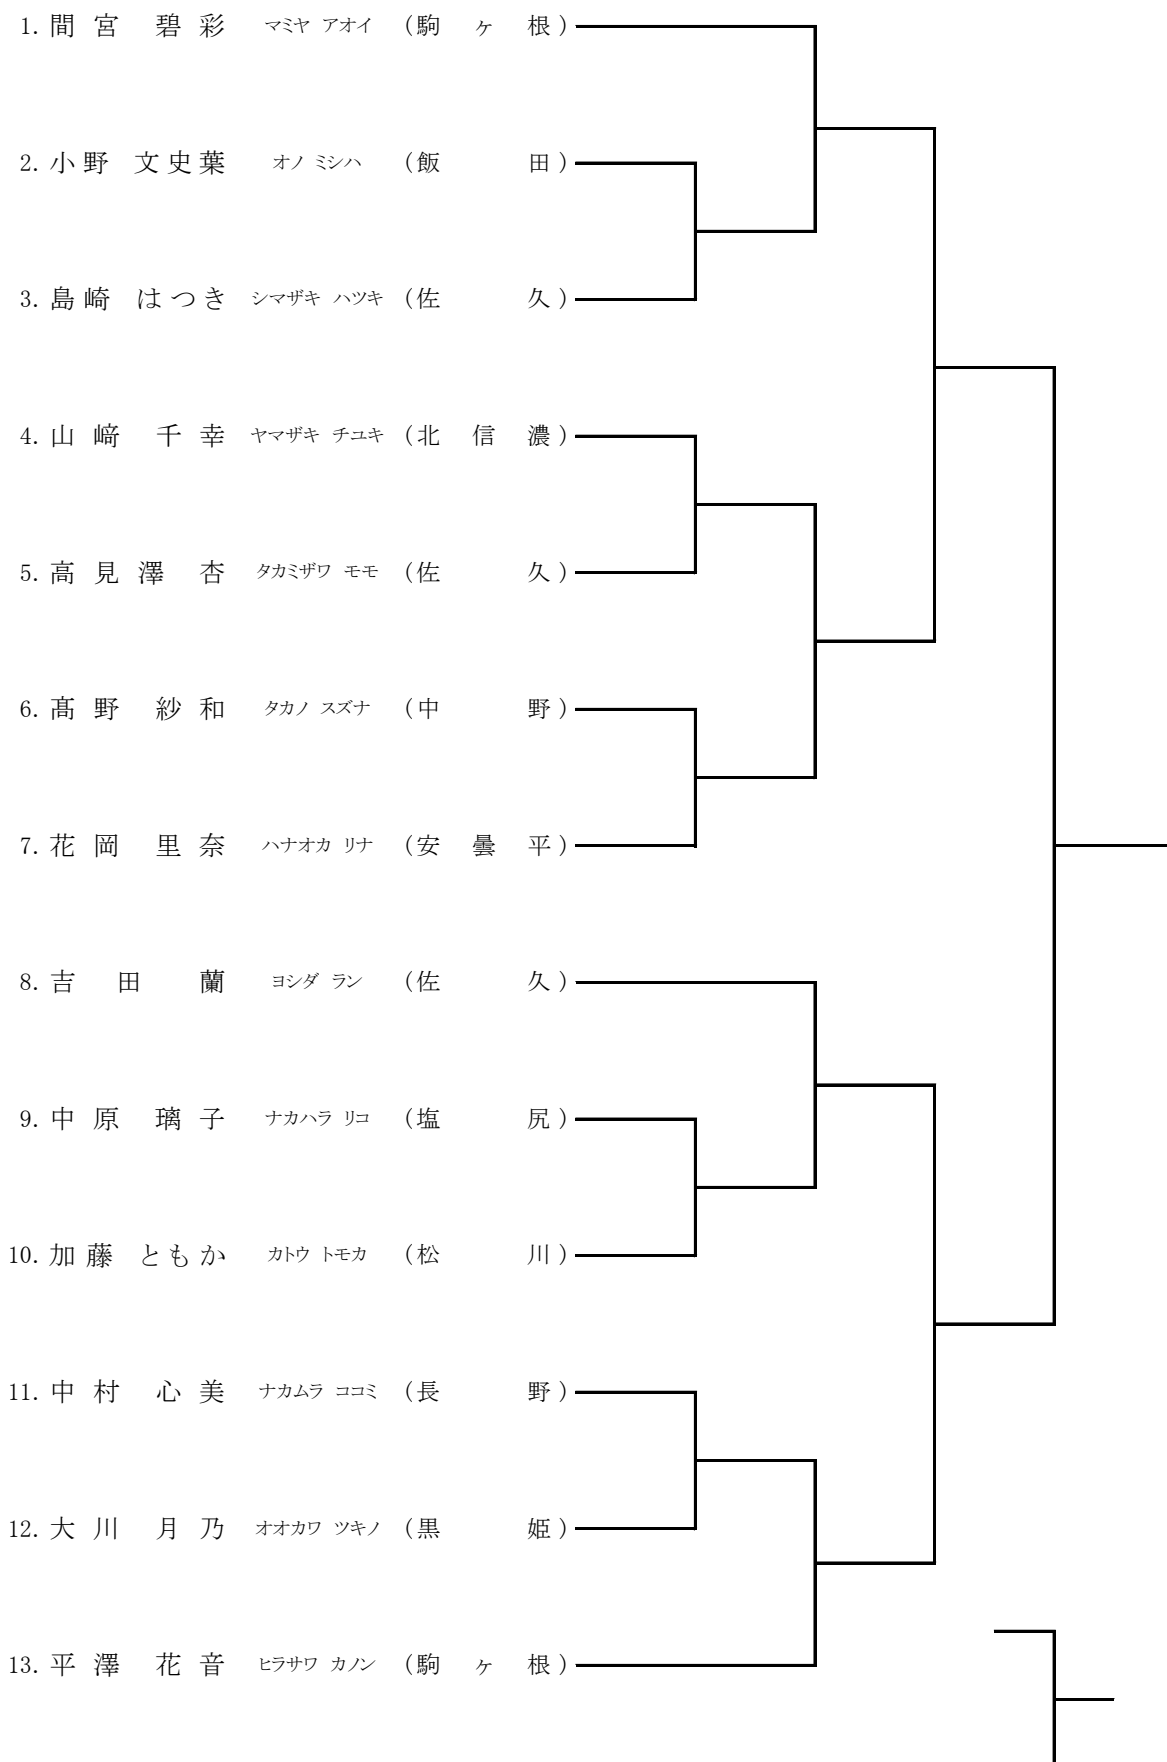 1. 間宮 碧彩 マミヤ アオイ (駒ヶ根)
2. 小野 文史葉 オノ ミシハ (飯田)
3. 島崎 はつき シマザキ ハツキ (佐久)
4. 山﨑 千幸 ヤマザキ チユキ (北信濃)
5. 高見澤 杏 タカミザワ モモ (佐久)
6. 髙野 紗和 タカノ スズナ (中野)
7. 花岡 里奈 ハナオカ リナ (安曇平)
8. 吉田 蘭 ヨシダ ラン (佐久)
9. 中原 璃子 ナカハラ リコ (塩尻)
10. 加藤 ともか カトウ トモカ (松川)
11. 中村 心美 ナカムラ ココミ (長野)
12. 大川 月乃 オオカワ ツキノ (黒姫)
13. 平澤 花音 ヒラサワ カノン (駒ヶ根)